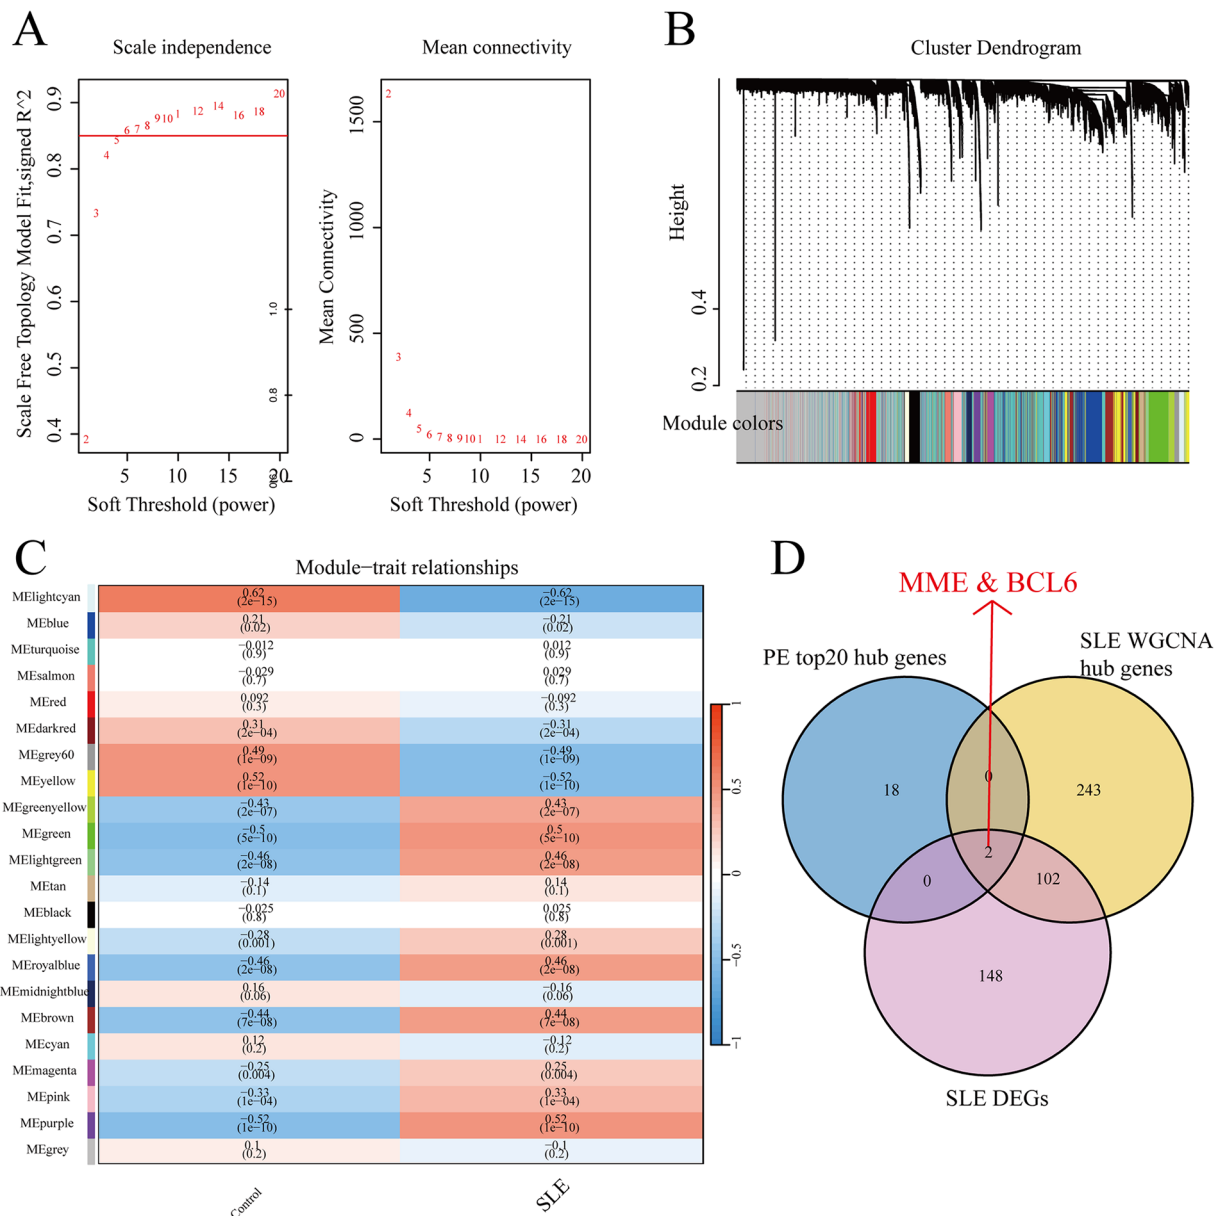 A
Scale independence
Scale Free Topology Model Fit,signed R^2
0.9
0.8
0.7
0.6
0.5
0.4
2
3
4
5
6
7
8
9
10
1
12
14
16
18
20
1.0
0.8
5
10
15
20
Soft Threshold (power)
Mean connectivity
Mean Connectivity
1500
1000
500
0
2
3
4
5
6
7
8
9
10
1
12
14
16
18
20
5
10
15
20
Soft Threshold (power)
B
Cluster Dendrogram
Height
0.4
0.2
Module colors
C
Module−trait relationships
MElightcyan
0.62
(2e−15)
−0.62
(2e−15)
MEblue
0.21
(0.02)
−0.21
(0.02)
MEturquoise
−0.012
(0.9)
0.012
(0.9)
MEsalmon
−0.029
(0.7)
0.029
(0.7)
MEred
0.092
(0.3)
−0.092
(0.3)
MEdarkred
0.31
(2e−04)
−0.31
(2e−04)
MEgrey60
0.49
(1e−09)
−0.49
(1e−09)
MEyellow
0.52
(1e−10)
−0.52
(1e−10)
MEgreenyellow
−0.43
(2e−07)
0.43
(2e−07)
MEgreen
−0.5
(5e−10)
0.5
(5e−10)
MElightgreen
−0.46
(2e−08)
0.46
(2e−08)
MEtan
−0.14
(0.1)
0.14
(0.1)
MEblack
−0.025
(0.8)
0.025
(0.8)
MElightyellow
−0.28
(0.001)
0.28
(0.001)
MEroyalblue
−0.46
(2e−08)
0.46
(2e−08)
MEmidnightblue
0.16
(0.06)
−0.16
(0.06)
MEbrown
−0.44
(7e−08)
0.44
(7e−08)
MEcyan
0.12
(0.2)
−0.12
(0.2)
MEmagenta
−0.25
(0.004)
0.25
(0.004)
MEpink
−0.33
(1e−04)
0.33
(1e−04)
MEpurple
−0.52
(1e−10)
0.52
(1e−10)
MEgrey
0.1
(0.2)
−0.1
(0.2)
Control
SLE
1
0.5
0
−0.5
−1
D
MME & BCL6
PE top20 hub genes
SLE WGCNA
hub genes
18
0
243
2
0
102
148
SLE DEGs